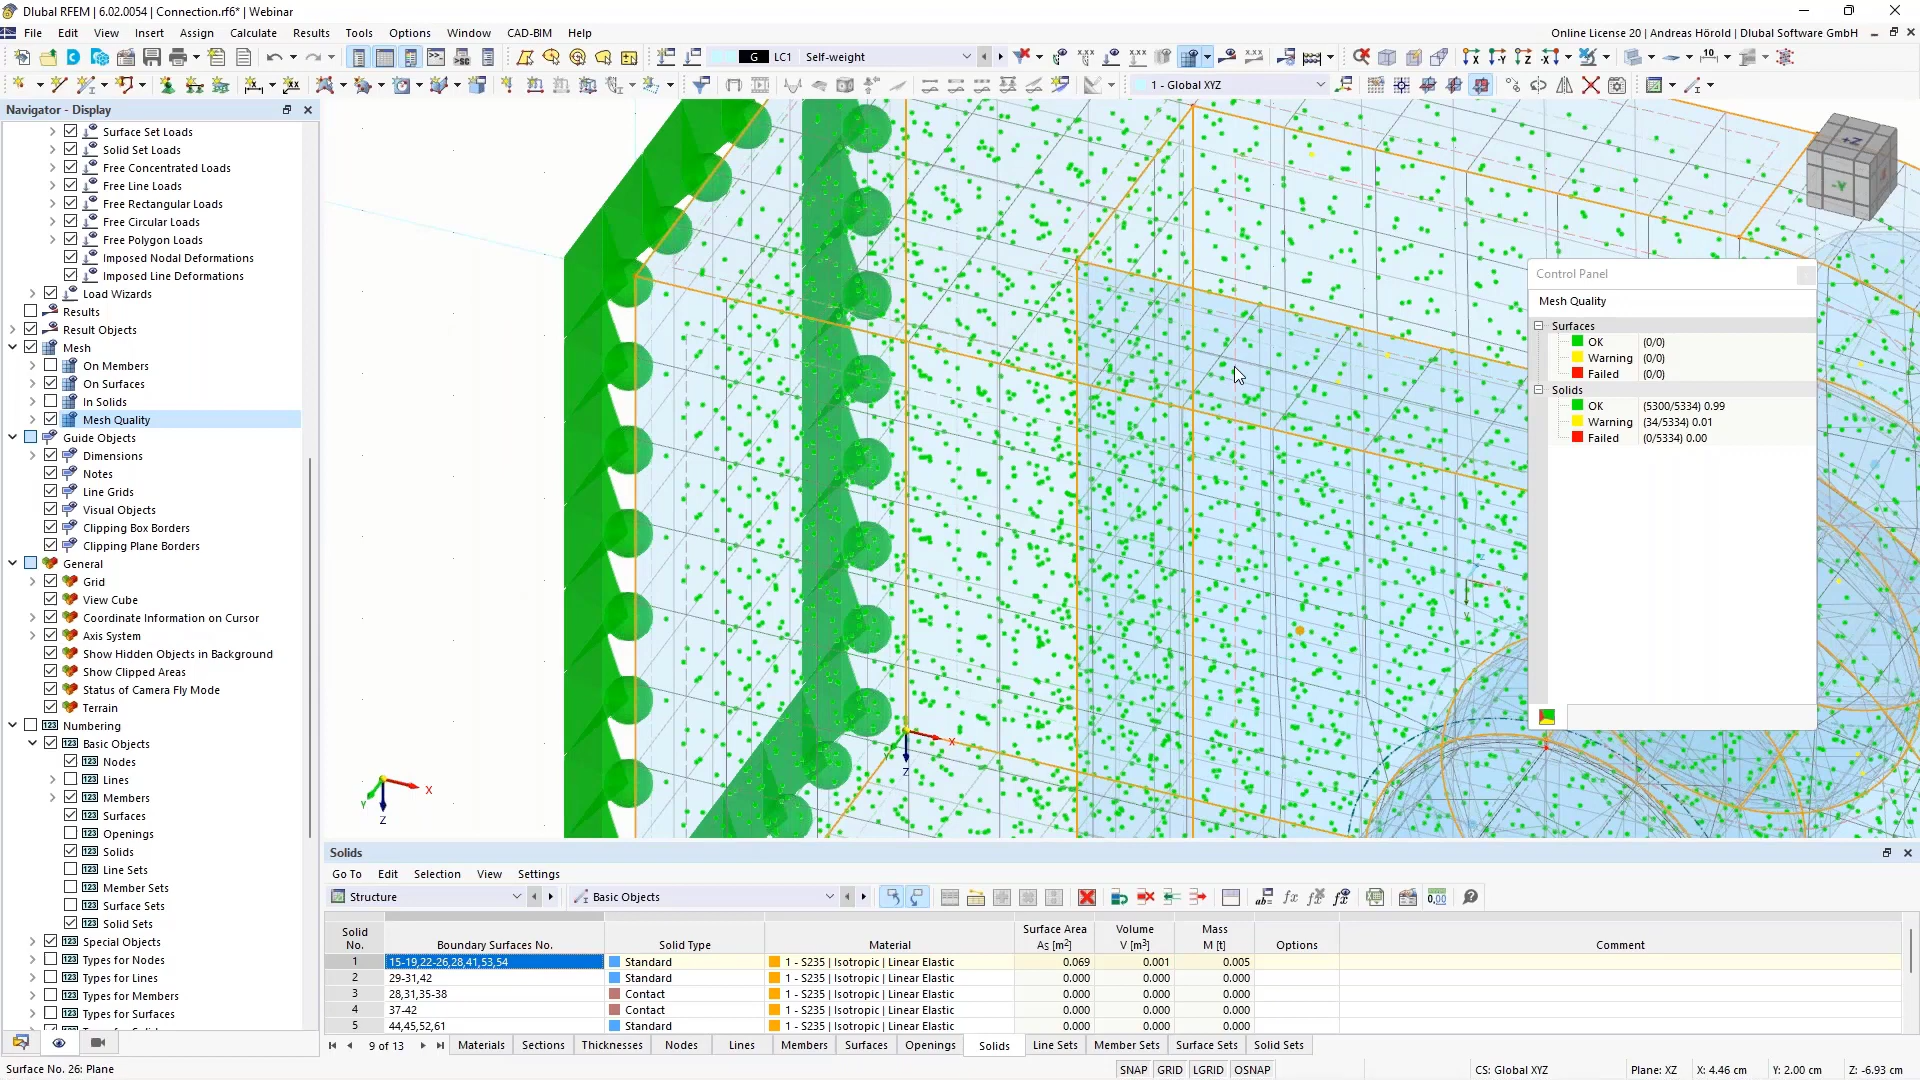 Dlubal RFEM | 6.02.0054 | Connection.rf6* | Webinar
File Edit View Insert Assign Calculate Results Tools Options Window CAD-BIM Help
Online License 20 | Andreas Hörold | Dlubal Software GmbH
G LC1 Self-weight
1 - Global XYZ
Navigator - Display
Surface Set Loads
Solid Set Loads
Free Concentrated Loads
Free Line Loads
Free Rectangular Loads
Free Circular Loads
Free Polygon Loads
Imposed Nodal Deformations
Imposed Line Deformations
Load Wizards
Results
Result Objects
Mesh
On Members
On Surfaces
In Solids
Mesh Quality
Guide Objects
Dimensions
Notes
Line Grids
Visual Objects
Clipping Box Borders
Clipping Plane Borders
General
Grid
View Cube
Coordinate Information on Cursor
Axis System
Show Hidden Objects in Background
Show Clipped Areas
Status of Camera Fly Mode
Terrain
123 Numbering
123 Basic Objects
123 Nodes
123 Lines
123 Members
123 Surfaces
123 Openings
123 Solids
123 Line Sets
123 Member Sets
123 Surface Sets
123 Solid Sets
123 Special Objects
123 Types for Nodes
123 Types for Lines
123 Types for Members
123 Types for Surfaces
+Z
-Y
Control Panel
Mesh Quality
Surfaces
OK (0/0)
Warning (0/0)
Failed (0/0)
Solids
OK (5300/5334) 0.99
Warning (34/5334) 0.01
Failed (0/5334) 0.00
X
Z
Y
X
Z
Solids
Go To Edit Selection View Settings
Structure Basic Objects
Solid No. Boundary Surfaces No. Solid Type Material Surface Area As [m²] Volume V [m³] Mass M [t] Options Comment
1 15-19,22-26,28,41,53,54 Standard 1 - S235 | Isotropic | Linear Elastic 0.069 0.001 0.005
2 29-31,42 Standard 1 - S235 | Isotropic | Linear Elastic 0.000 0.000 0.000
3 28,31,35-38 Contact 1 - S235 | Isotropic | Linear Elastic 0.000 0.000 0.000
4 37-42 Contact 1 - S235 | Isotropic | Linear Elastic 0.000 0.000 0.000
5 44,45,52,61 Standard 1 - S235 | Isotropic | Linear Elastic 0.000 0.000 0.000
9 of 13 Materials Sections Thicknesses Nodes Lines Members Surfaces Openings Solids Line Sets Member Sets Surface Sets Solid Sets
Surface No. 26: Plane
SNAP GRID LGRID OSNAP
CS: Global XYZ Plane: XZ X: 4.46 cm Y: 2.00 cm Z: -6.93 cm